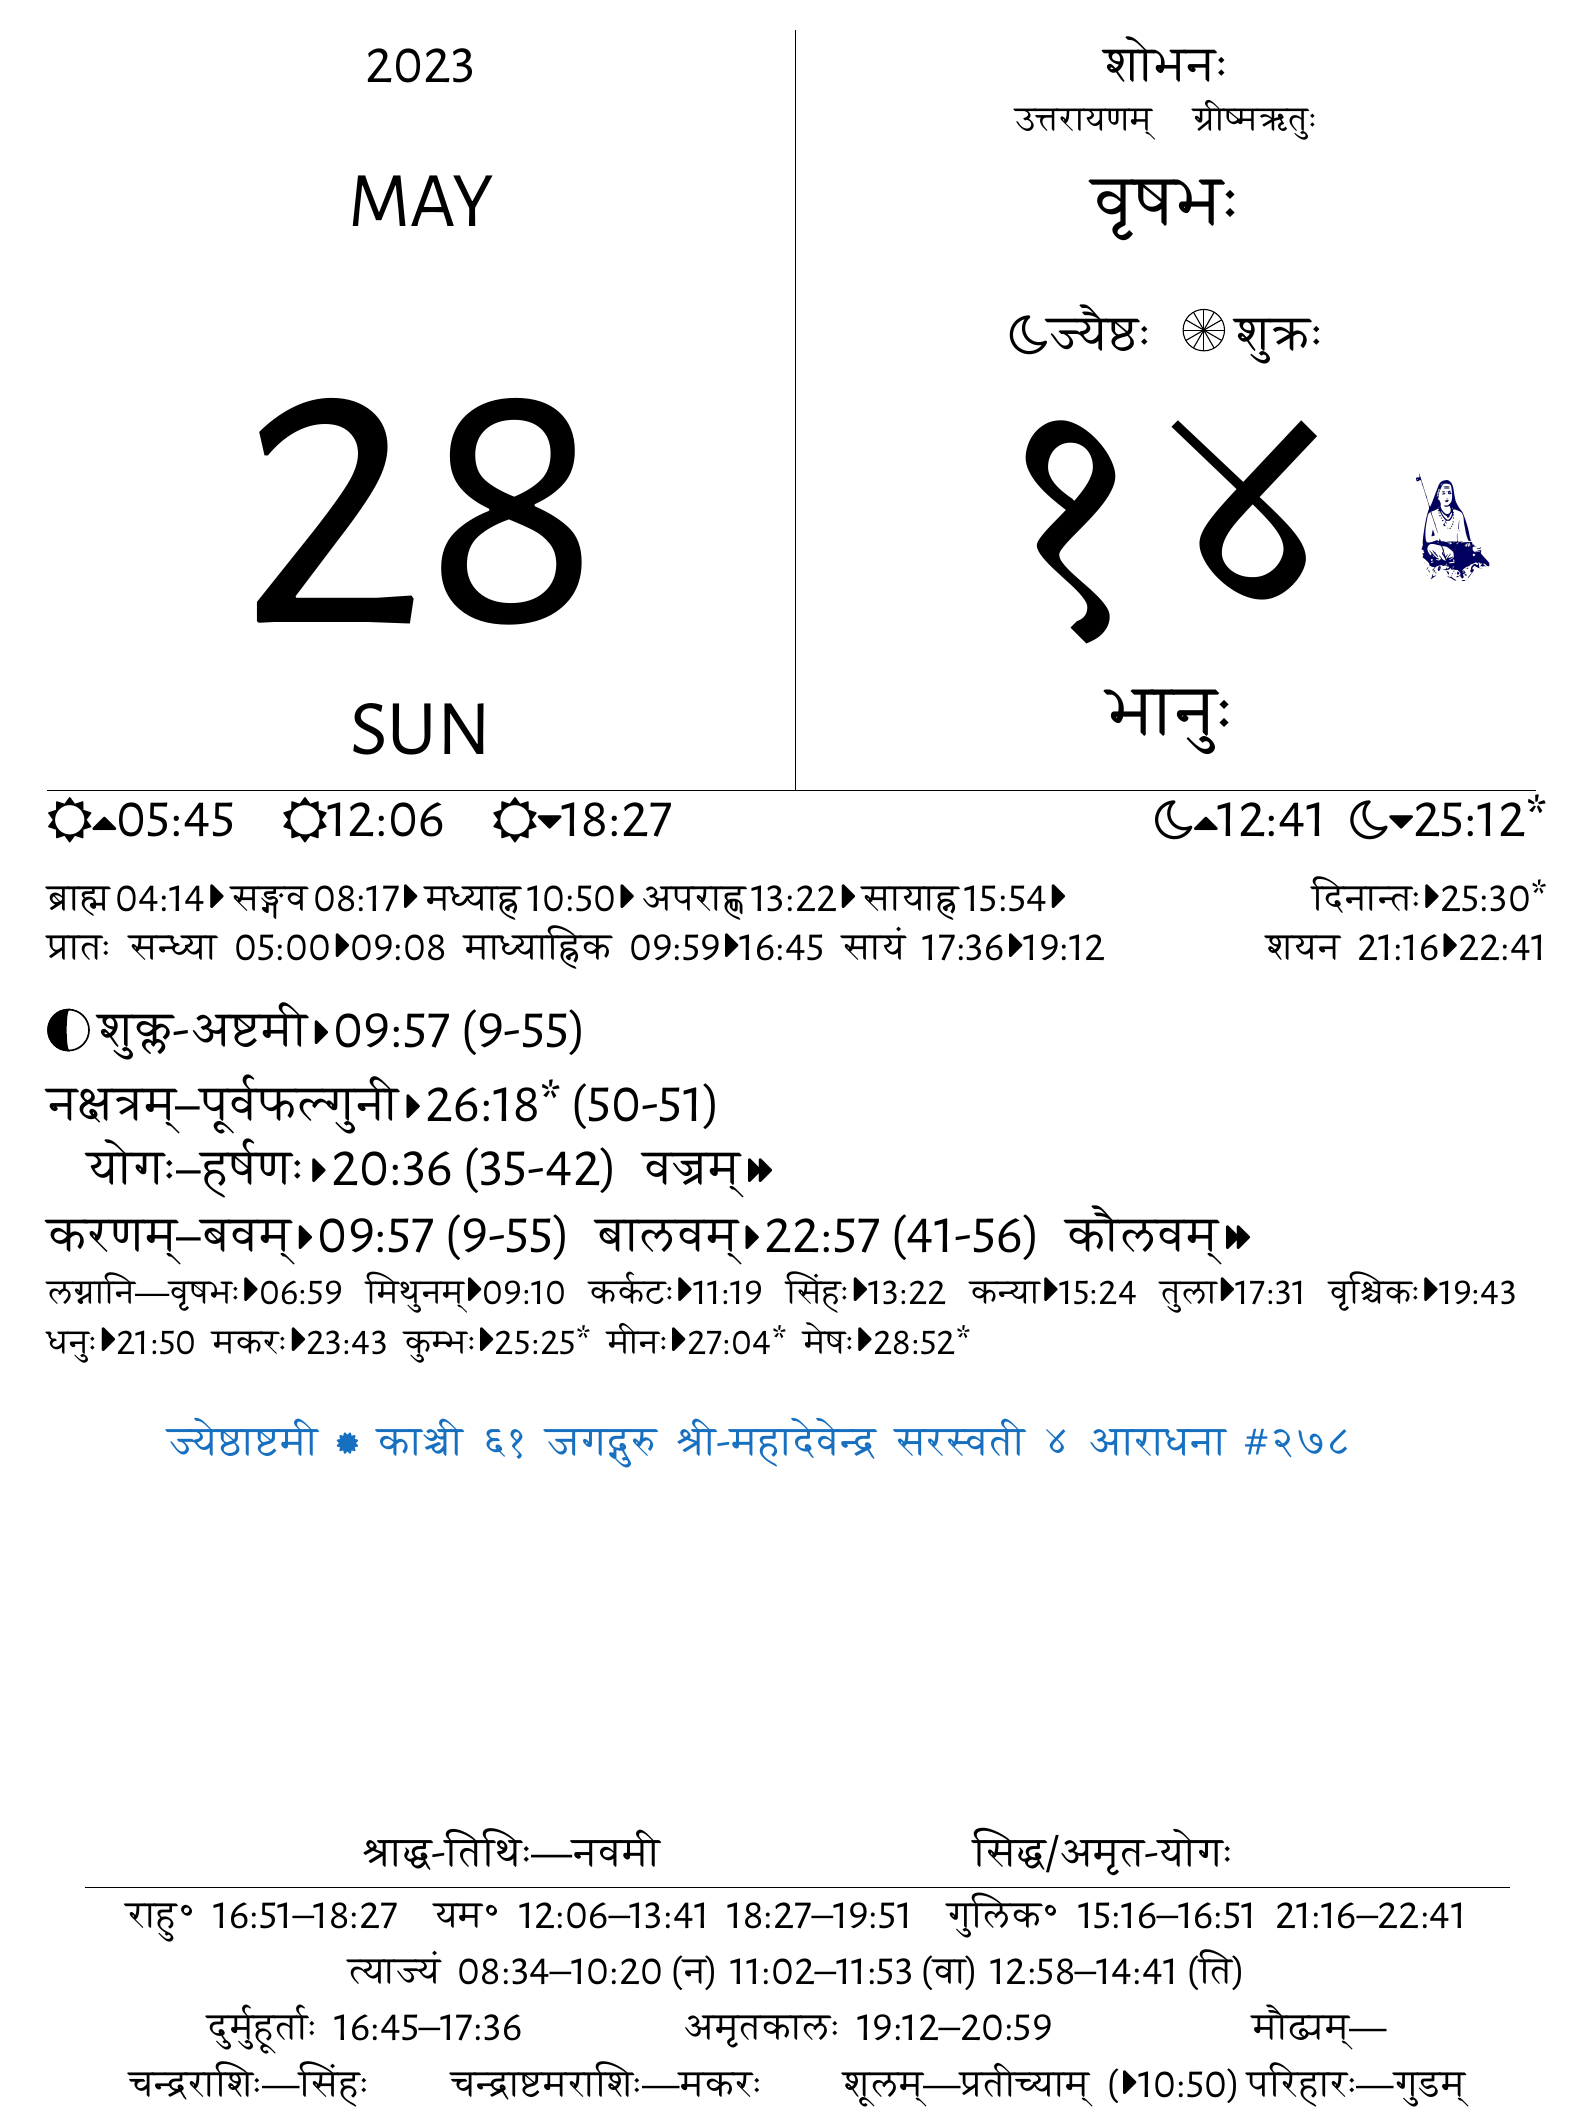 2023
MAY
28
SUN
शोभनः
उत्तरायणम् ग्रीष्मऋतुः
वृषभः
ज्यैष्ठः शुक्रः
१४
भानुः
05:45 12:06 18:27 12:41 25:12*
ब्राह्म 04:14 सङ्गव 08:17 मध्याह्न 10:50 अपराह्ण 13:22 सायाह्न 15:54 दिनान्तः 25:30*
प्रातः सन्ध्या 05:00 09:08 माध्याह्निक 09:59 16:45 सायं 17:36 19:12 शयन 21:16 22:41
शुक्ल-अष्टमी 09:57 (9-55)
नक्षत्रम्–पूर्वफल्गुनी 26:18* (50-51)
योगः–हर्षणः 20:36 (35-42) वज्रम्
करणम्–बवम् 09:57 (9-55) बालवम् 22:57 (41-56) कौलवम्
लग्नानि—वृषभः 06:59 मिथुनम् 09:10 कर्कटः 11:19 सिंहः 13:22 कन्या 15:24 तुला 17:31 वृश्चिकः 19:43
धनुः 21:50 मकरः 23:43 कुम्भः 25:25* मीनः 27:04* मेषः 28:52*
ज्येष्ठाष्टमी काञ्ची ६१ जगद्गुरु श्री-महादेवेन्द्र सरस्वती ४ आराधना #२७८
श्राद्ध-तिथिः—नवमी सिद्ध/अमृत-योगः
राहु॰ 16:51–18:27 यम॰ 12:06–13:41 18:27–19:51 गुलिक॰ 15:16–16:51 21:16–22:41
त्याज्यं 08:34–10:20 (न) 11:02–11:53 (वा) 12:58–14:41 (ति)
दुर्मुहूर्ताः 16:45–17:36 अमृतकालः 19:12–20:59 मौढ्यम्—
चन्द्रराशिः—सिंहः चन्द्राष्टमराशिः—मकरः शूलम्—प्रतीच्याम् (10:50) परिहारः—गुडम्